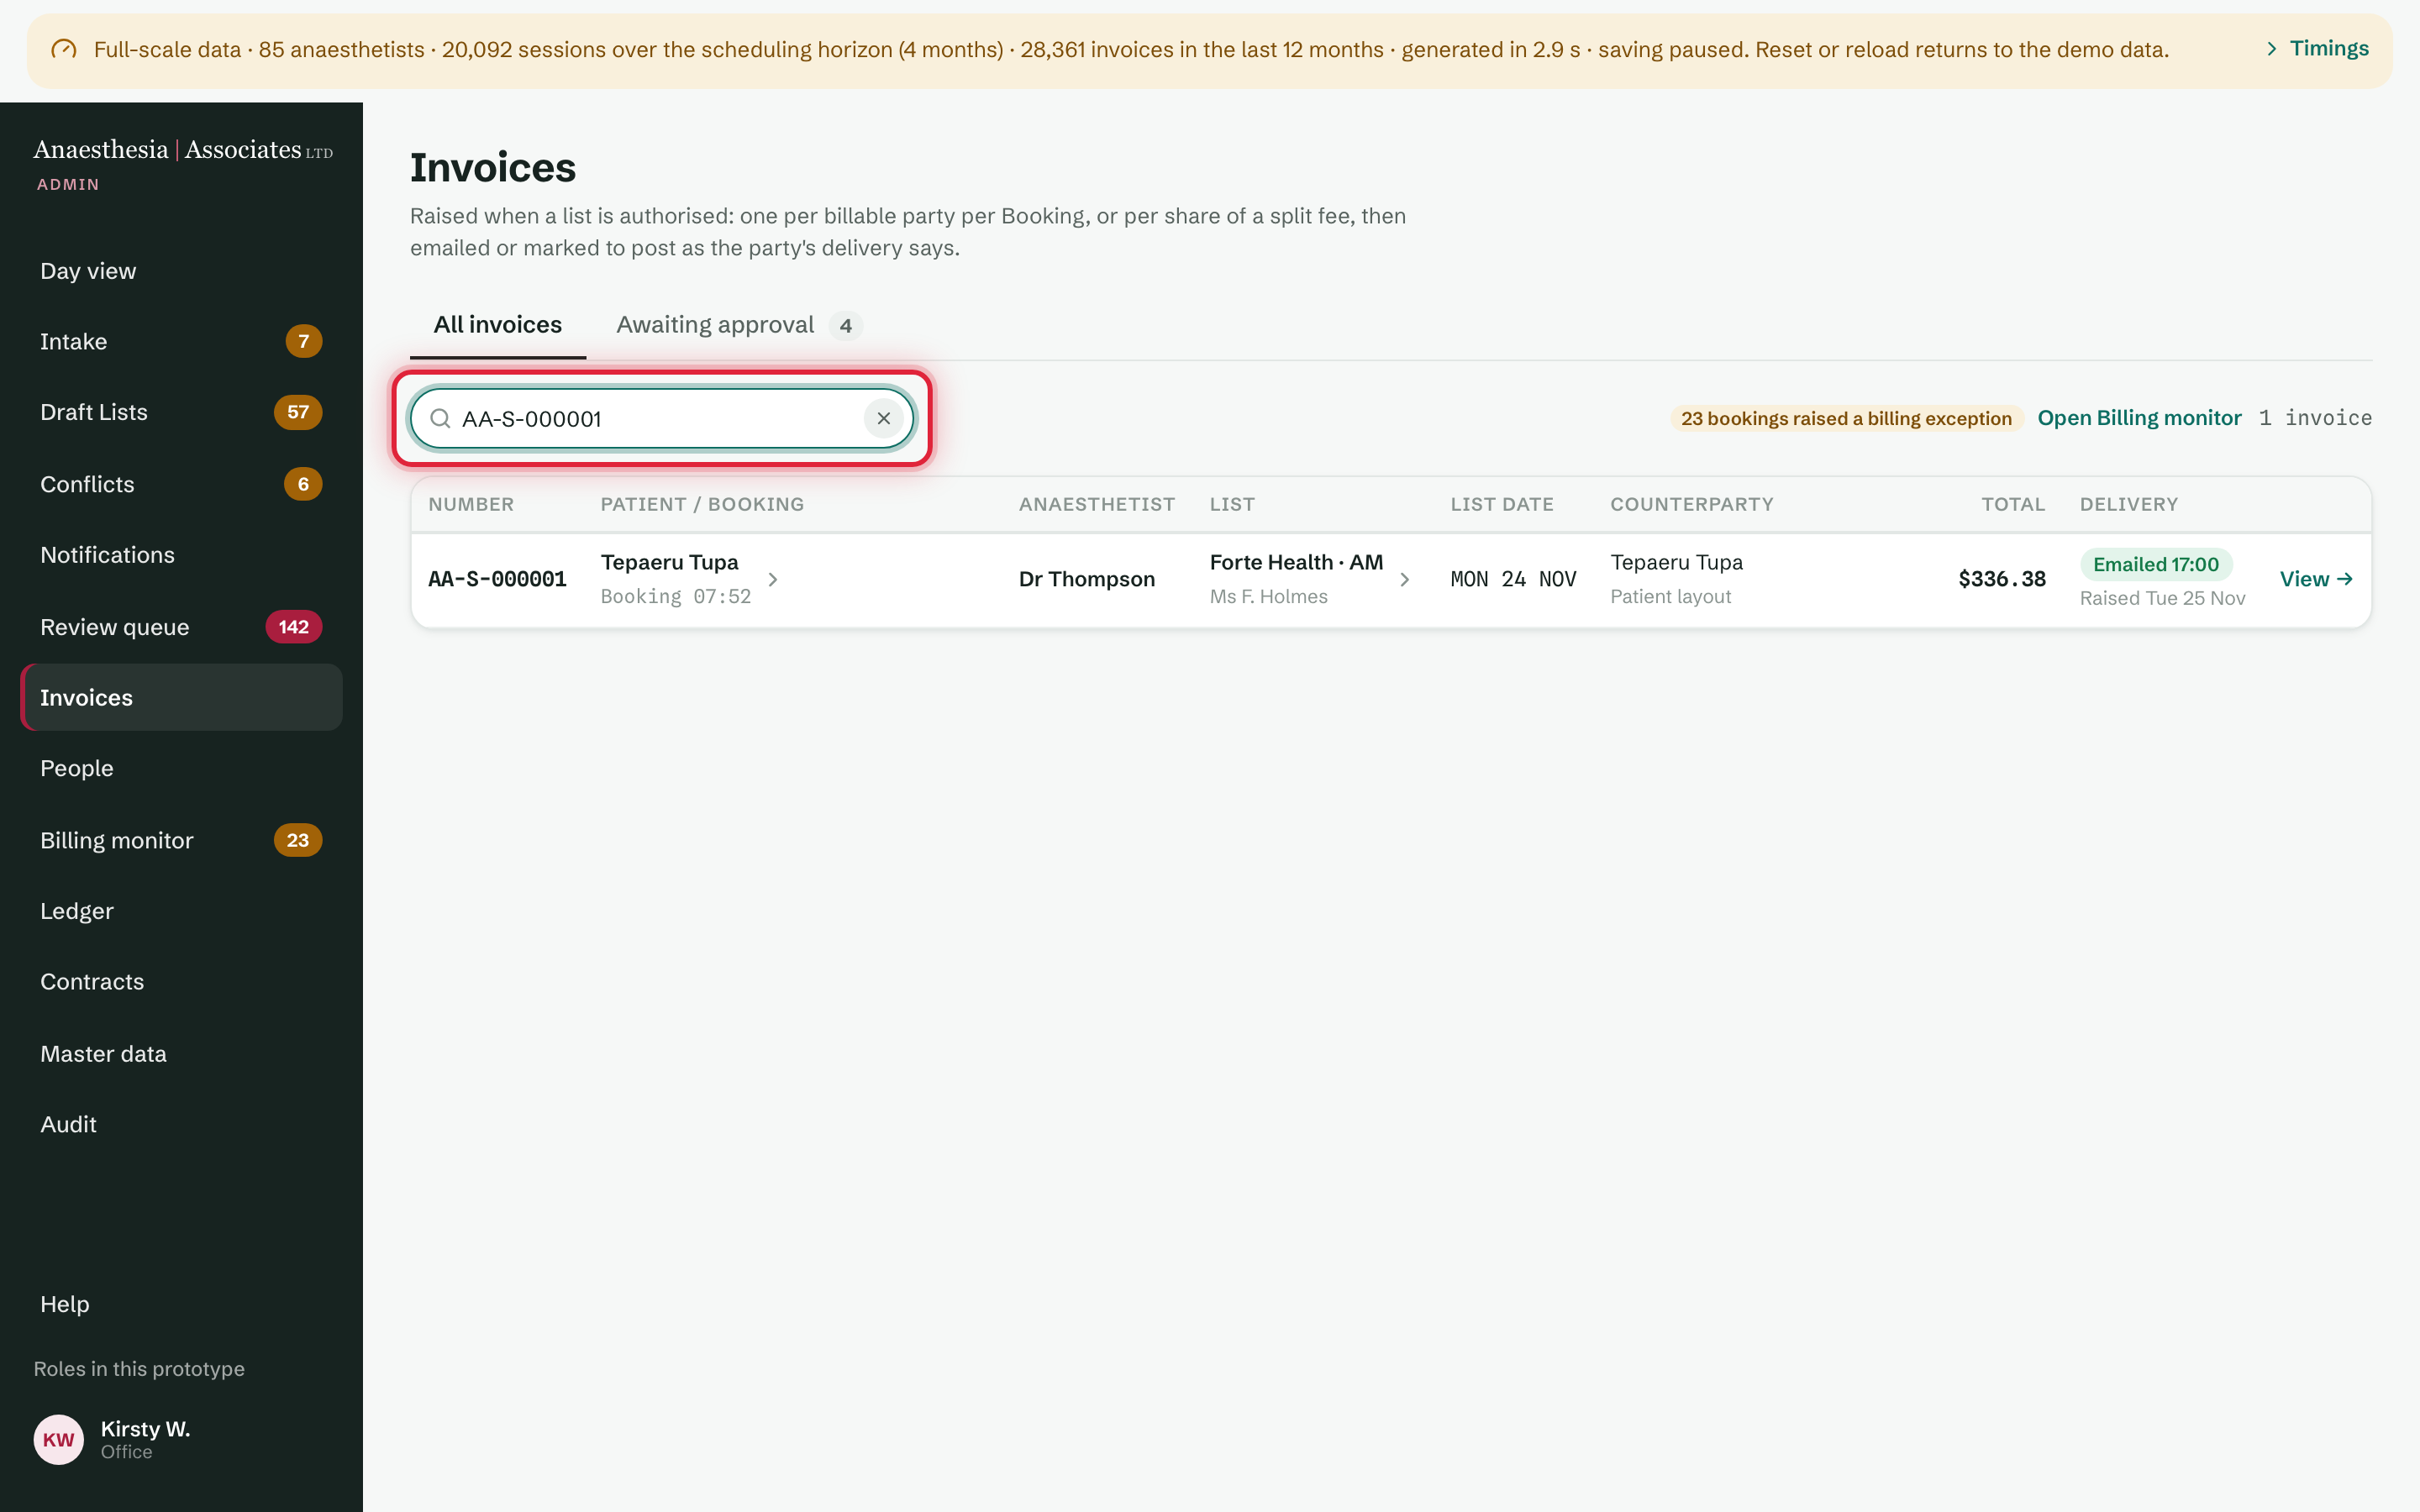 Full-scale data · 85 anaesthetists · 20,092 sessions over the scheduling horizon (4 months) · 28,361 invoices in the last 12 months · generated in 2.9 s · saving paused. Reset or reload returns to the demo data.
Timings
Anaesthesia | Associates LTD
ADMIN
Day view
Intake 7
Draft Lists 57
Conflicts 6
Notifications
Review queue 142
Invoices
People
Billing monitor 23
Ledger
Contracts
Master data
Audit
Help
Roles in this prototype
KW
Kirsty W.
Office
Invoices
Raised when a list is authorised: one per billable party per Booking, or per share of a split fee, then
emailed or marked to post as the party's delivery says.
All invoices Awaiting approval 4
AA-S-000001
23 bookings raised a billing exception Open Billing monitor 1 invoice
NUMBER PATIENT / BOOKING ANAESTHETIST LIST LIST DATE COUNTERPARTY TOTAL DELIVERY
AA-S-000001
Tepaeru Tupa
Booking 07:52
Dr Thompson
Forte Health · AM
Ms F. Holmes
MON 24 NOV
Tepaeru Tupa
Patient layout
$336.38
Emailed 17:00
Raised Tue 25 Nov
View →